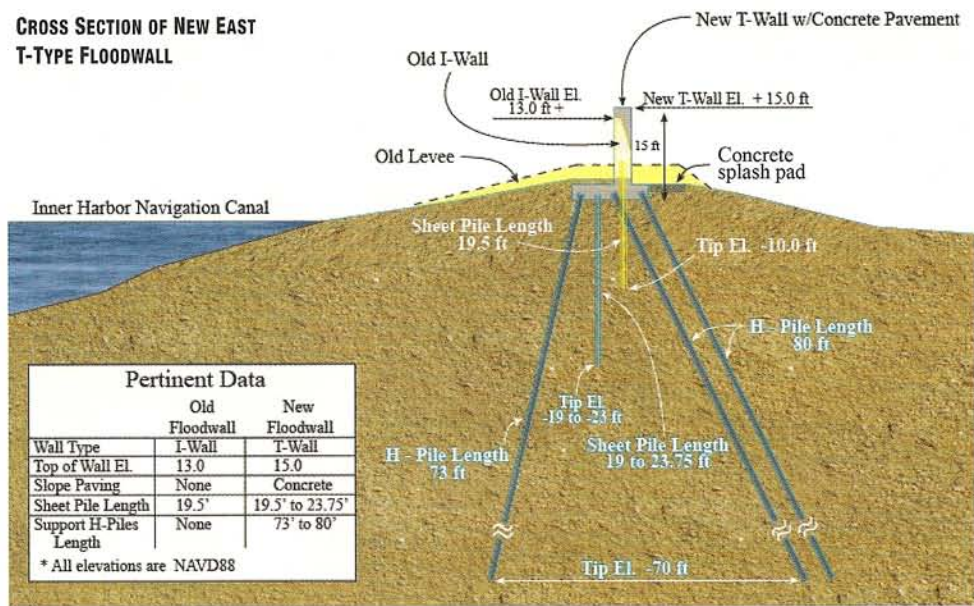 CROSS SECTION OF NEW EAST
T-TYPE FLOODWALL
New T-Wall w/Concrete Pavement
Old I-Wall
Old I-Wall El.
13.0 ft +
New T-Wall El. + 15.0 ft
15 ft
Old Levee
Concrete
splash pad
Inner Harbor Navigation Canal
Sheet Pile Length
19.5 ft
Tip El. -10.0 ft
H - Pile Length
80 ft
Tip El.
-19 to -23 ft
H - Pile Length
73 ft
Sheet Pile Length
19 to 23.75 ft
Tip El. -70 ft
Pertinent Data
Old Floodwall New Floodwall
Wall Type I-Wall T-Wall
Top of Wall El. 13.0 15.0
Slope Paving None Concrete
Sheet Pile Length 19.5' 19.5' to 23.75'
Support H-Piles Length None 73' to 80'
* All elevations are NAVD88